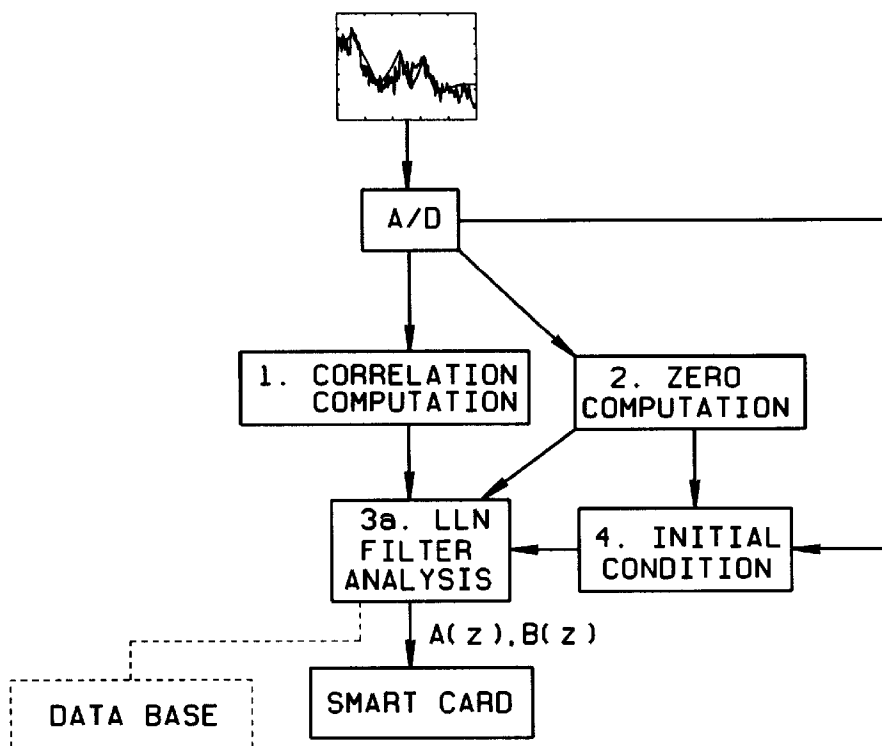 A/D
1. CORRELATION
COMPUTATION
2. ZERO
COMPUTATION
3a. LLN
FILTER
ANALYSIS
4. INITIAL
CONDITION
A(z),B(z)
DATA BASE
SMART CARD